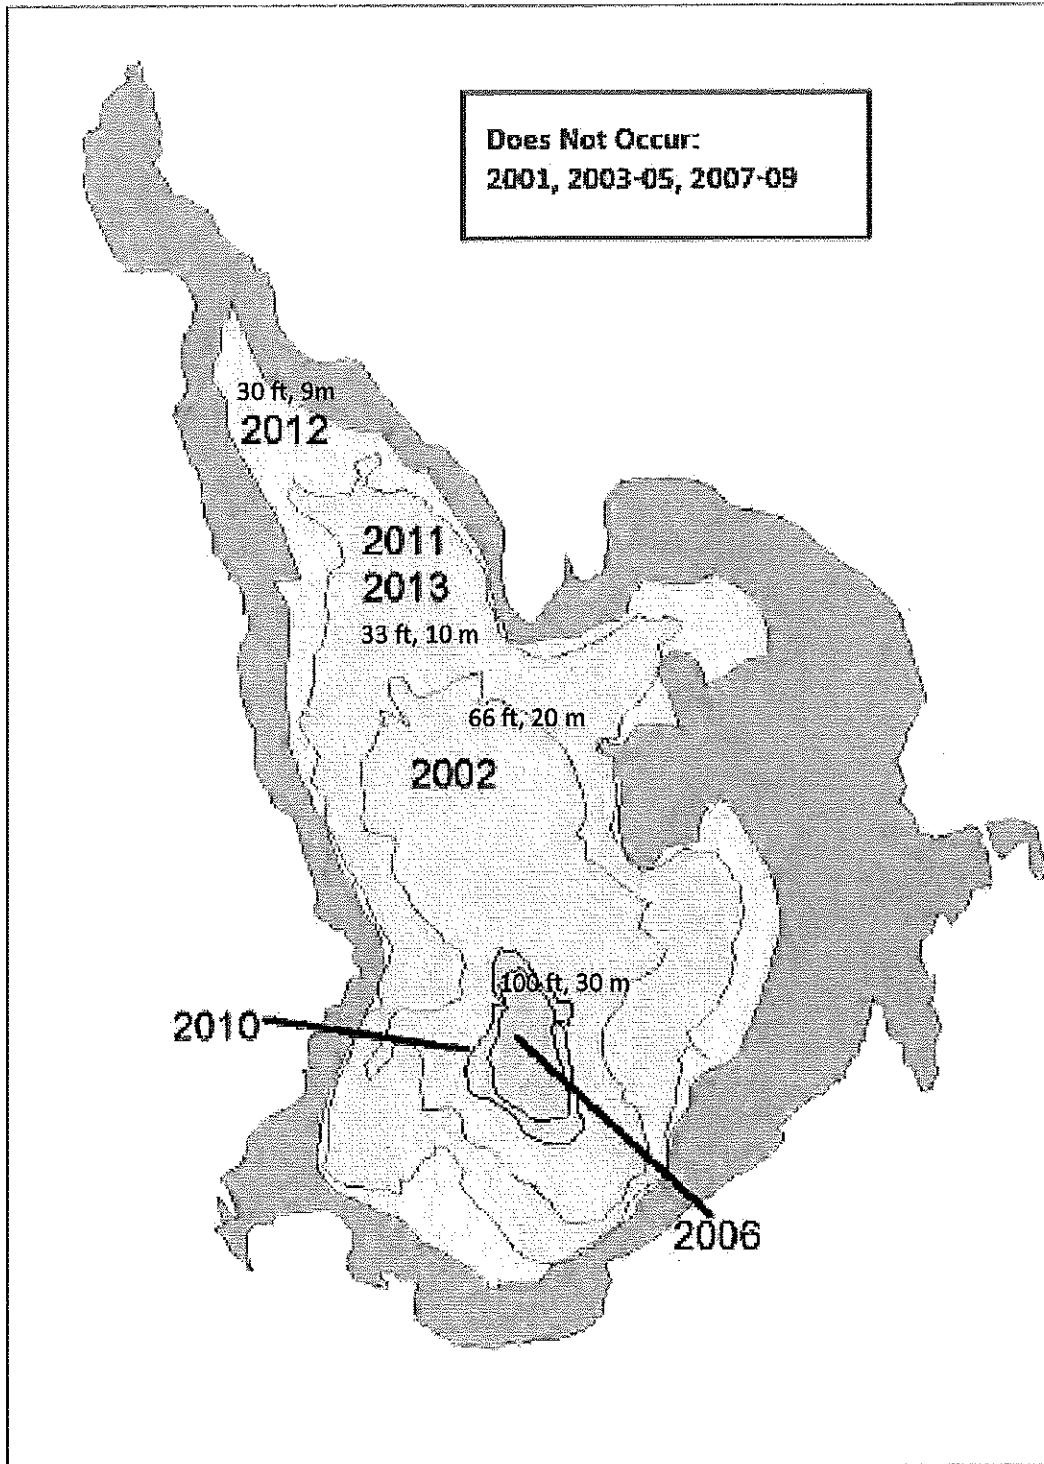 Does Not Occur:
2001, 2003-05, 2007-09
30 ft, 9m
2012
2011
2013
33 ft, 10 m
66 ft, 20 m
2002
100 ft, 30 m
2010
2006